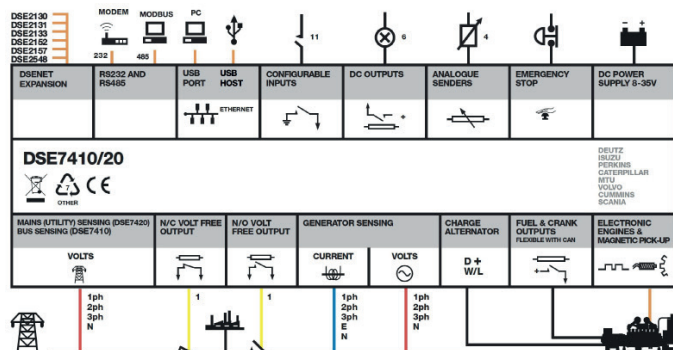 DSE2130
DSE2131
DSE2133
DSE2152
DSE2157
DSE2548
MODEM
MODBUS
PC
232
485
11
6
4
- +
DSENET
EXPANSION
RS232 AND
RS485
USB
PORT
USB
HOST
CONFIGURABLE
INPUTS
DC OUTPUTS
ANALOGUE
SENDERS
EMERGENCY
STOP
DC POWER
SUPPLY 8-35V
ETHERNET
+
DSE7410/20
7
OTHER
CE
DEUTZ
ISUZU
PERKINS
CATERPILLAR
MTU
VOLVO
CUMMINS
SCANIA
MAINS (UTILITY) SENSING (DSE7420)
BUS SENSING (DSE7410)
N/C VOLT FREE
OUTPUT
N/O VOLT
FREE OUTPUT
GENERATOR SENSING
CHARGE
ALTERNATOR
FUEL & CRANK
OUTPUTS
FLEXIBLE WITH CAN
ELECTRONIC
ENGINES &
MAGNETIC PICK-UP
VOLTS
CURRENT
VOLTS
D +
W/L
+
1ph
2ph
3ph
N
1
1
1ph
2ph
3ph
E
N
1ph
2ph
3ph
N